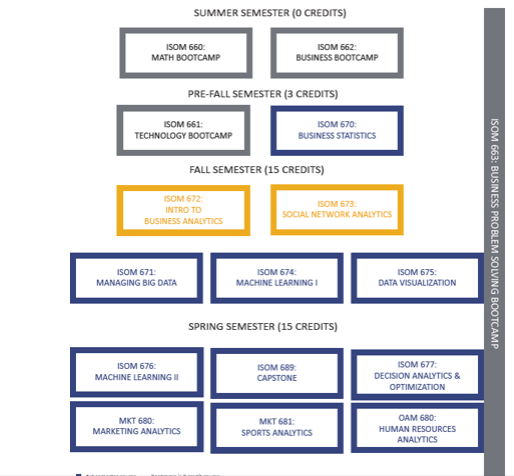 SUMMER SEMESTER (0 CREDITS)
ISOM 660:
MATH BOOTCAMP
ISOM 662:
BUSINESS BOOTCAMP
PRE-FALL SEMESTER (3 CREDITS)
ISOM 661:
TECHNOLOGY BOOTCAMP
ISOM 670:
BUSINESS STATISTICS
FALL SEMESTER (15 CREDITS)
ISOM 672:
INTRO TO
BUSINESS ANALYTICS
ISOM 673:
SOCIAL NETWORK ANALYTICS
ISOM 671:
MANAGING BIG DATA
ISOM 674:
MACHINE LEARNING I
ISOM 675:
DATA VISUALIZATION
SPRING SEMESTER (15 CREDITS)
ISOM 676:
MACHINE LEARNING II
ISOM 689:
CAPSTONE
ISOM 677:
DECISION ANALYTICS &
OPTIMIZATION
MKT 680:
MARKETING ANALYTICS
MKT 681:
SPORTS ANALYTICS
OAM 680:
HUMAN RESOURCES
ANALYTICS
ISOM 663: BUSINESS PROBLEM SOLVING BOOTCAMP